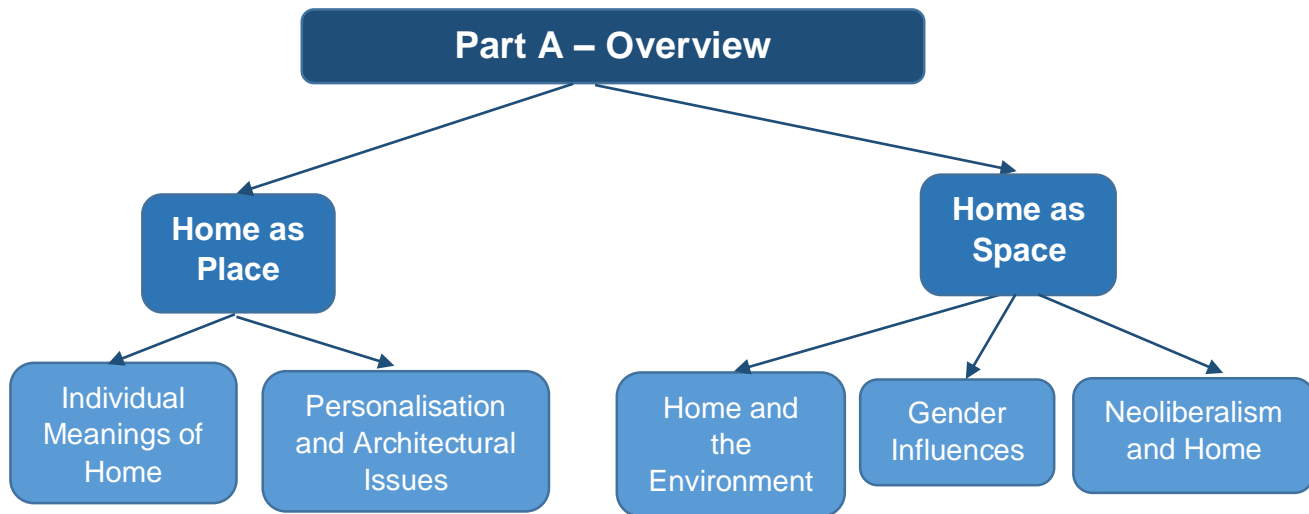 Part A – Overview
Home as
Place
Home as
Space
Individual
Meanings of
Home
Personalisation
and Architectural
Issues
Home and
the
Environment
Gender
Influences
Neoliberalism
and Home